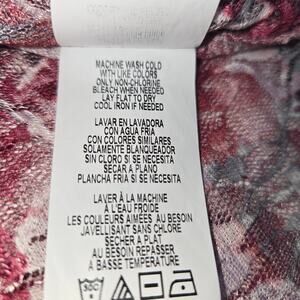 MACHINE WASH COLD
WITH LIKE COLORS
ONLY NON-CHLORINE
BLEACH WHEN NEEDED
LAY FLAT TO DRY
COOL IRON IF NEEDED
LAVAR EN LAVADORA
CON AGUA FRIA
CON COLORES SIMILARES
SOLAMENTE BLANQUEADOR
SIN CLORO SI SE NECESITA
SECAR A PLANO
PLANCHA FRIA SI SE NECESITA
LAVER À LA MACHINE
À L'EAU FROIDE
LES COULEURS AIMÉES AU BESOIN
JAVELLISANT SANS CHLORE
SÉCHER À PLAT
AU BESOIN REPASSER
À BASSE TEMPÉRATURE
30C